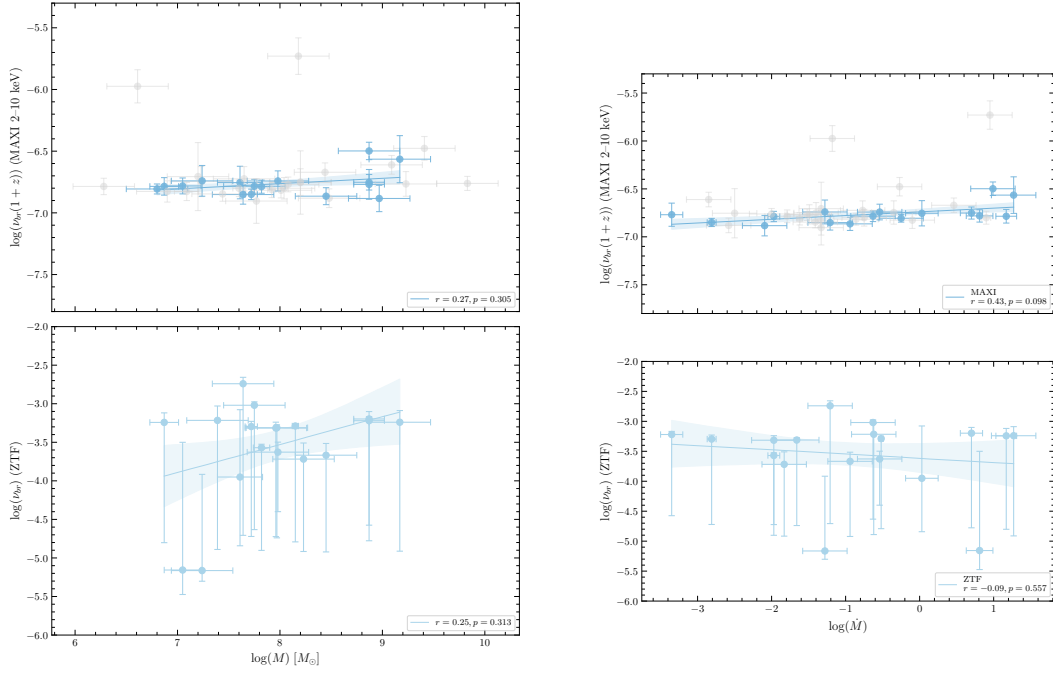 −5.5
−6.0
−6.5
−7.0
−7.5
log(ν_br(1 + z)) (MAXI 2–10 keV)
r = 0.27, p = 0.305
−2.0
−2.5
−3.0
−3.5
−4.0
−4.5
−5.0
−5.5
−6.0
log(ν_br) (ZTF)
r = 0.25, p = 0.313
6 7 8 9 10
log(M) [M_⊙]
−5.5
−6.0
−6.5
−7.0
−7.5
log(ν_br(1 + z)) (MAXI 2–10 keV)
MAXI
r = 0.43, p = 0.098
−2.0
−2.5
−3.0
−3.5
−4.0
−4.5
−5.0
−5.5
−6.0
log(ν_br) (ZTF)
ZTF
r = −0.09, p = 0.557
−3 −2 −1 0 1
log(Ṁ)